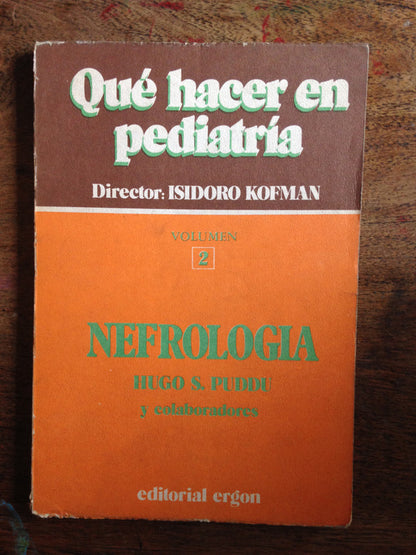 Qué hacer en
pediatría
Director: ISIDORO KOFMAN
VOLUMEN
2
NEFROLOGIA
HUGO S. PUDDU
y colaboradores
editorial ergon